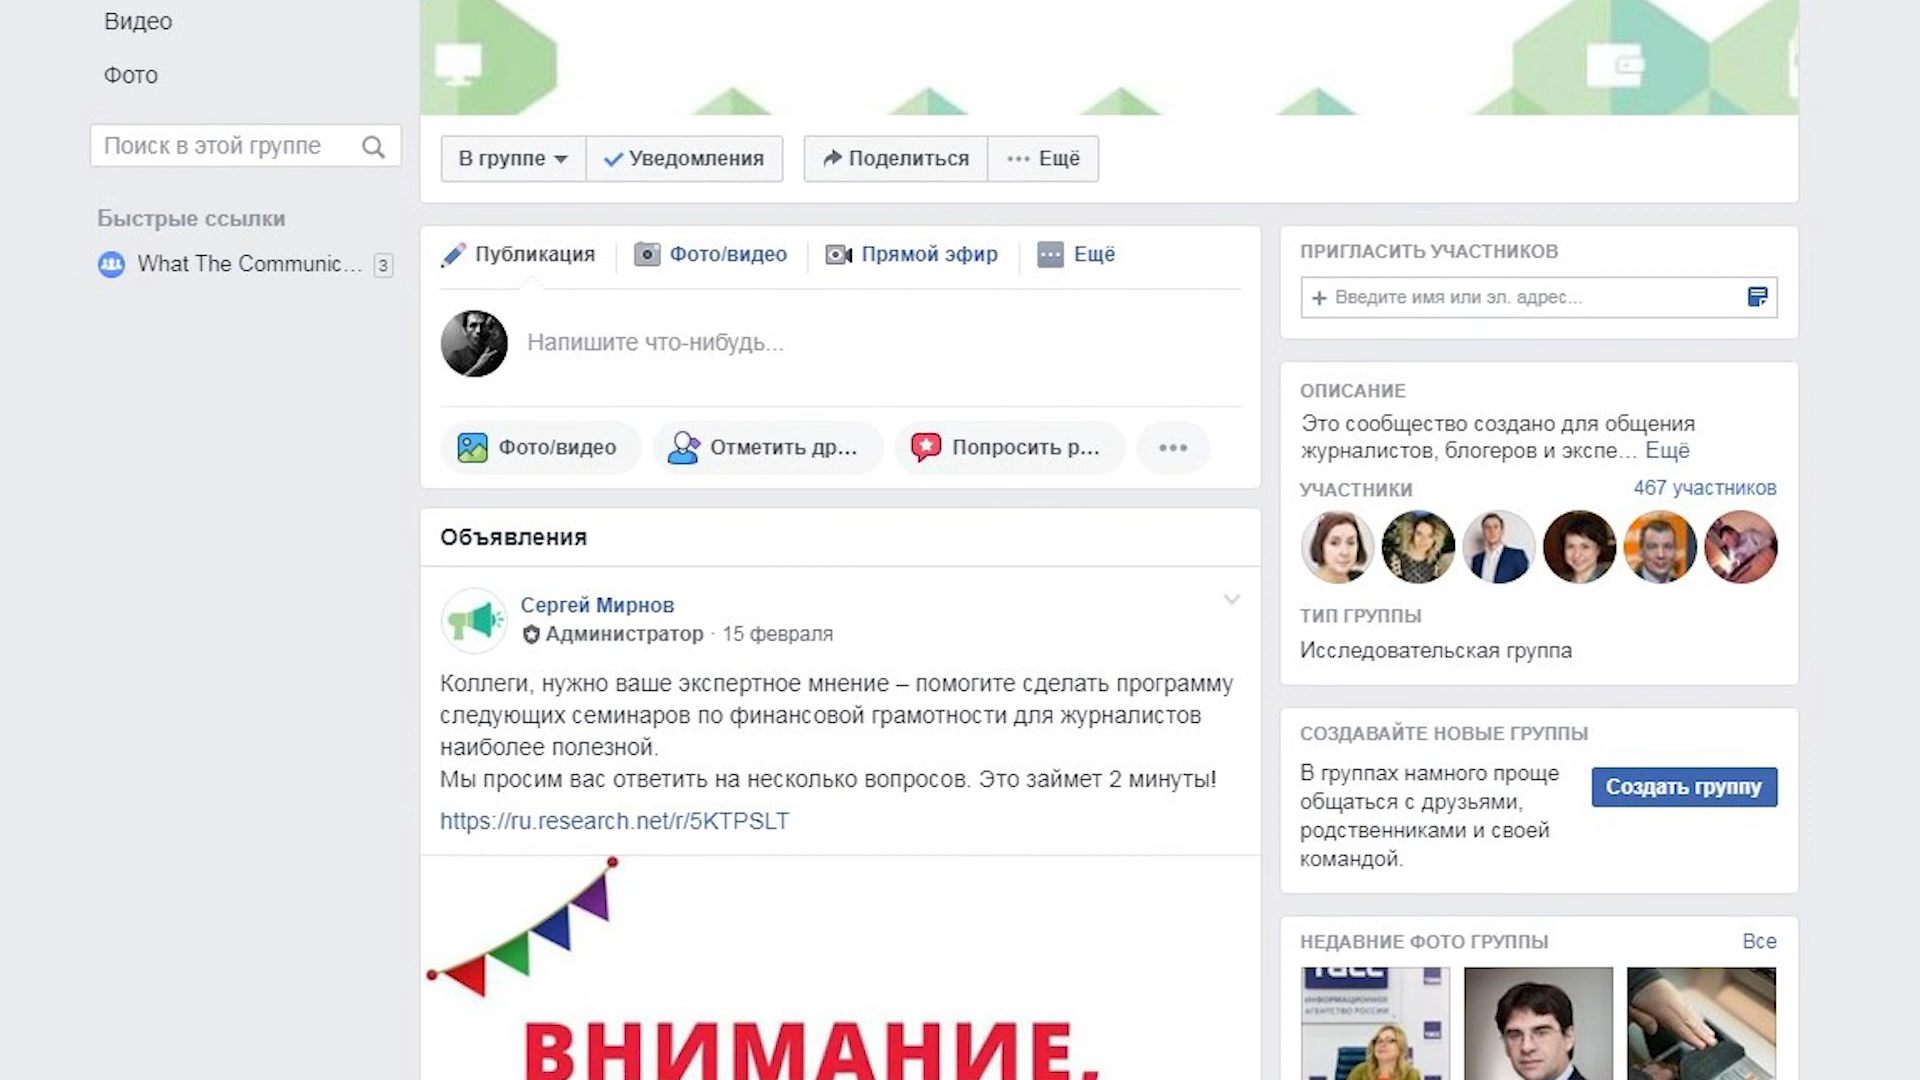 Видео
Фото
Поиск в этой группе
Быстрые ссылки
What The Communic... 3
В группе
Уведомления
Поделиться
Ещё
Публикация
Фото/видео
Прямой эфир
Ещё
Напишите что-нибудь...
Фото/видео
Отметить др...
Попросить р...
Объявления
Сергей Мирнов
Администратор · 15 февраля
Коллеги, нужно ваше экспертное мнение – помогите сделать программу
следующих семинаров по финансовой грамотности для журналистов
наиболее полезной.
Мы просим вас ответить на несколько вопросов. Это займет 2 минуты!
https://ru.research.net/r/5KTPSLT
ВНИМАНИЕ,
ПРИГЛАСИТЬ УЧАСТНИКОВ
+ Введите имя или эл. адрес...
ОПИСАНИЕ
Это сообщество создано для общения
журналистов, блогеров и экспе... Ещё
УЧАСТНИКИ
467 участников
ТИП ГРУППЫ
Исследовательская группа
СОЗДАВАЙТЕ НОВЫЕ ГРУППЫ
В группах намного проще
общаться с друзьями,
родственниками и своей
командой.
Создать группу
НЕДАВНИЕ ФОТО ГРУППЫ
Все
ТАСС
ИНФОРМАЦИОННОЕ
АГЕНТСТВО РОССИИ